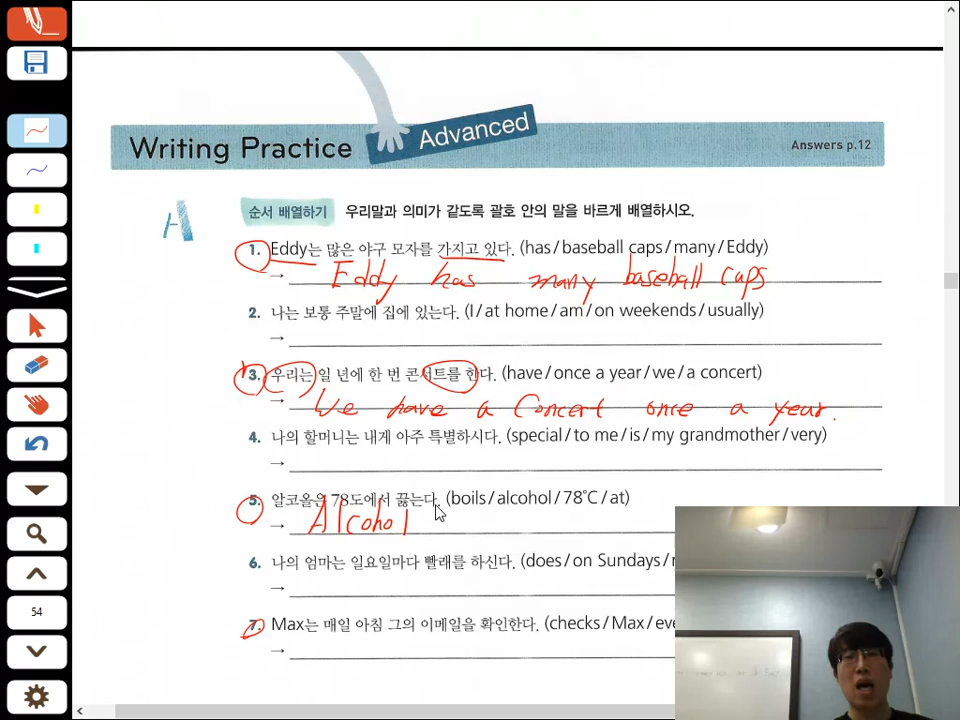 Writing Practice Advanced Answers p.12
A 순서 배열하기 우리말과 의미가 같도록 괄호 안의 말을 바르게 배열하시오.
1. Eddy는 많은 야구 모자를 가지고 있다. (has / baseball caps / many / Eddy)
→ Eddy has many baseball caps
2. 나는 보통 주말에 집에 있는다. (I / at home / am / on weekends / usually)
→
3. 우리는 일 년에 한 번 콘서트를 한다. (have / once a year / we / a concert)
→ We have a Concert once a year.
4. 나의 할머니는 내게 아주 특별하시다. (special / to me / is / my grandmother / very)
→
5. 알코올은 78도에서 끓는다. (boils / alcohol / 78°C / at)
→ Alcohol
6. 나의 엄마는 일요일마다 빨래를 하신다. (does / on Sundays /
→
7. Max는 매일 아침 그의 이메일을 확인한다. (checks / Max /
→
54